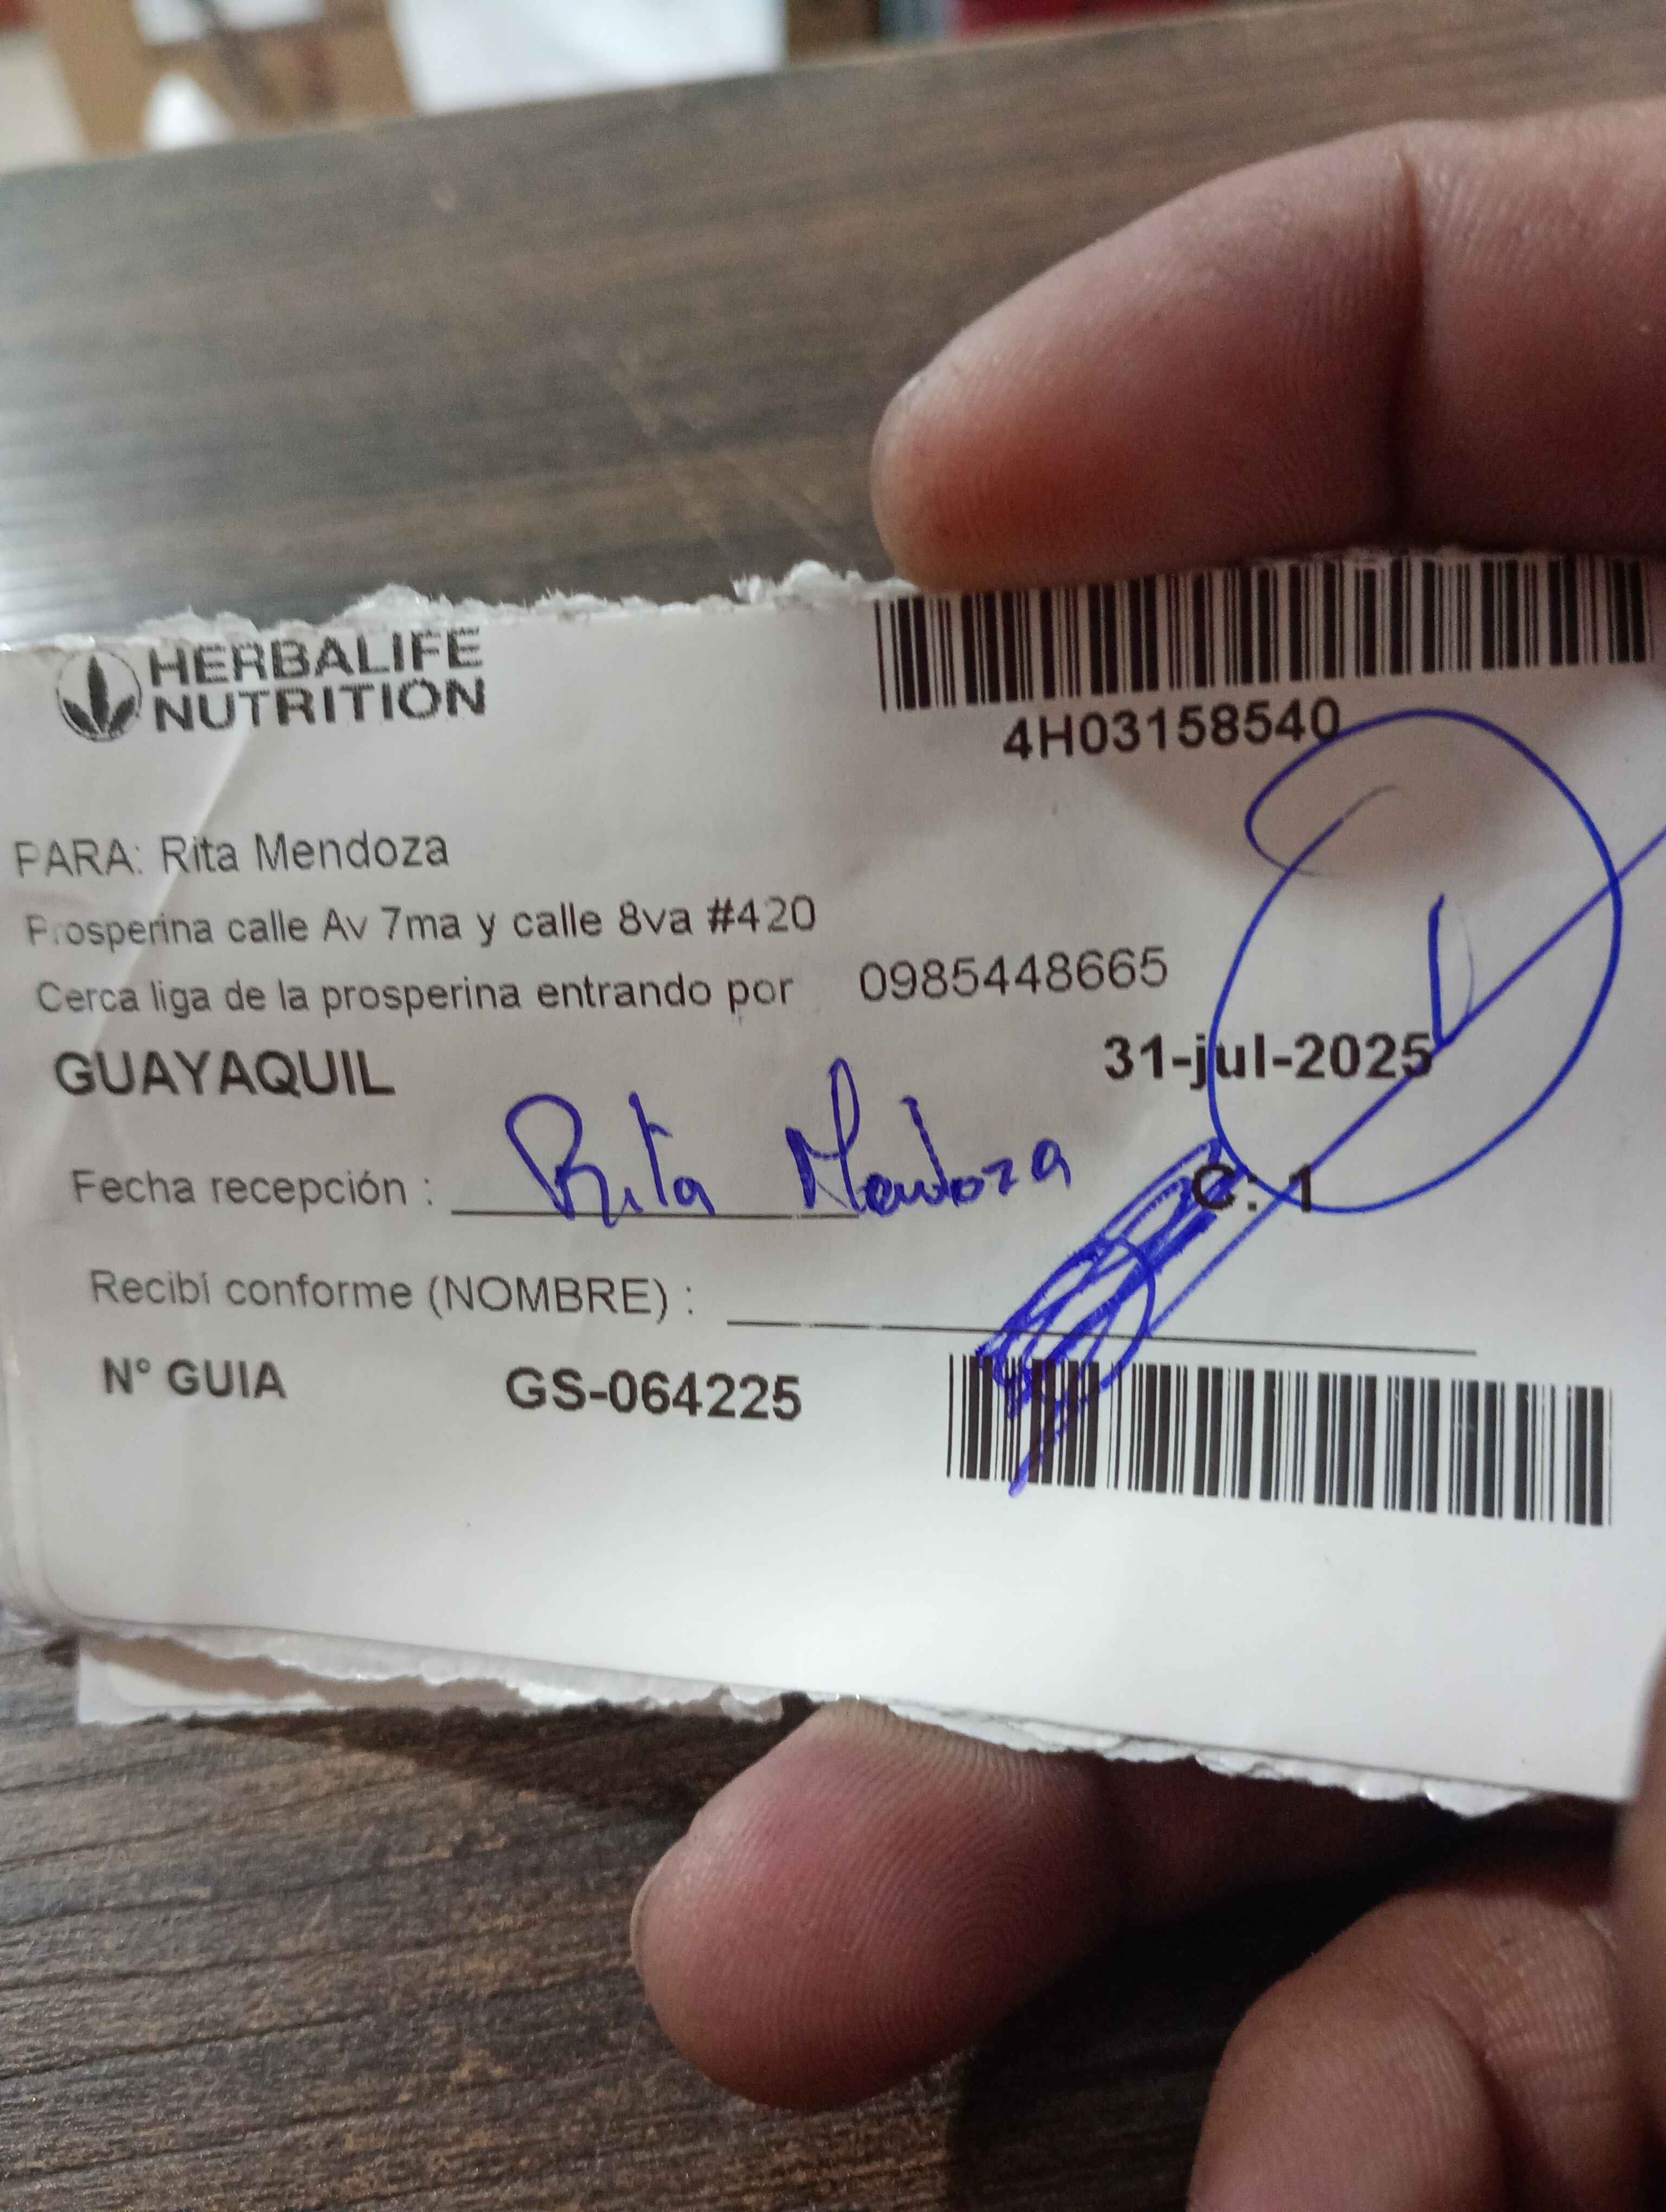 HERBALIFE
NUTRITION
4H03158540
PARA: Rita Mendoza
Prosperina calle Av 7ma y calle 8va #420
Cerca liga de la prosperina entrando por 0985448665
GUAYAQUIL 31-jul-2025
Fecha recepción : Rita Mendoza C: 1
Recibí conforme (NOMBRE) :
N° GUIA GS-064225